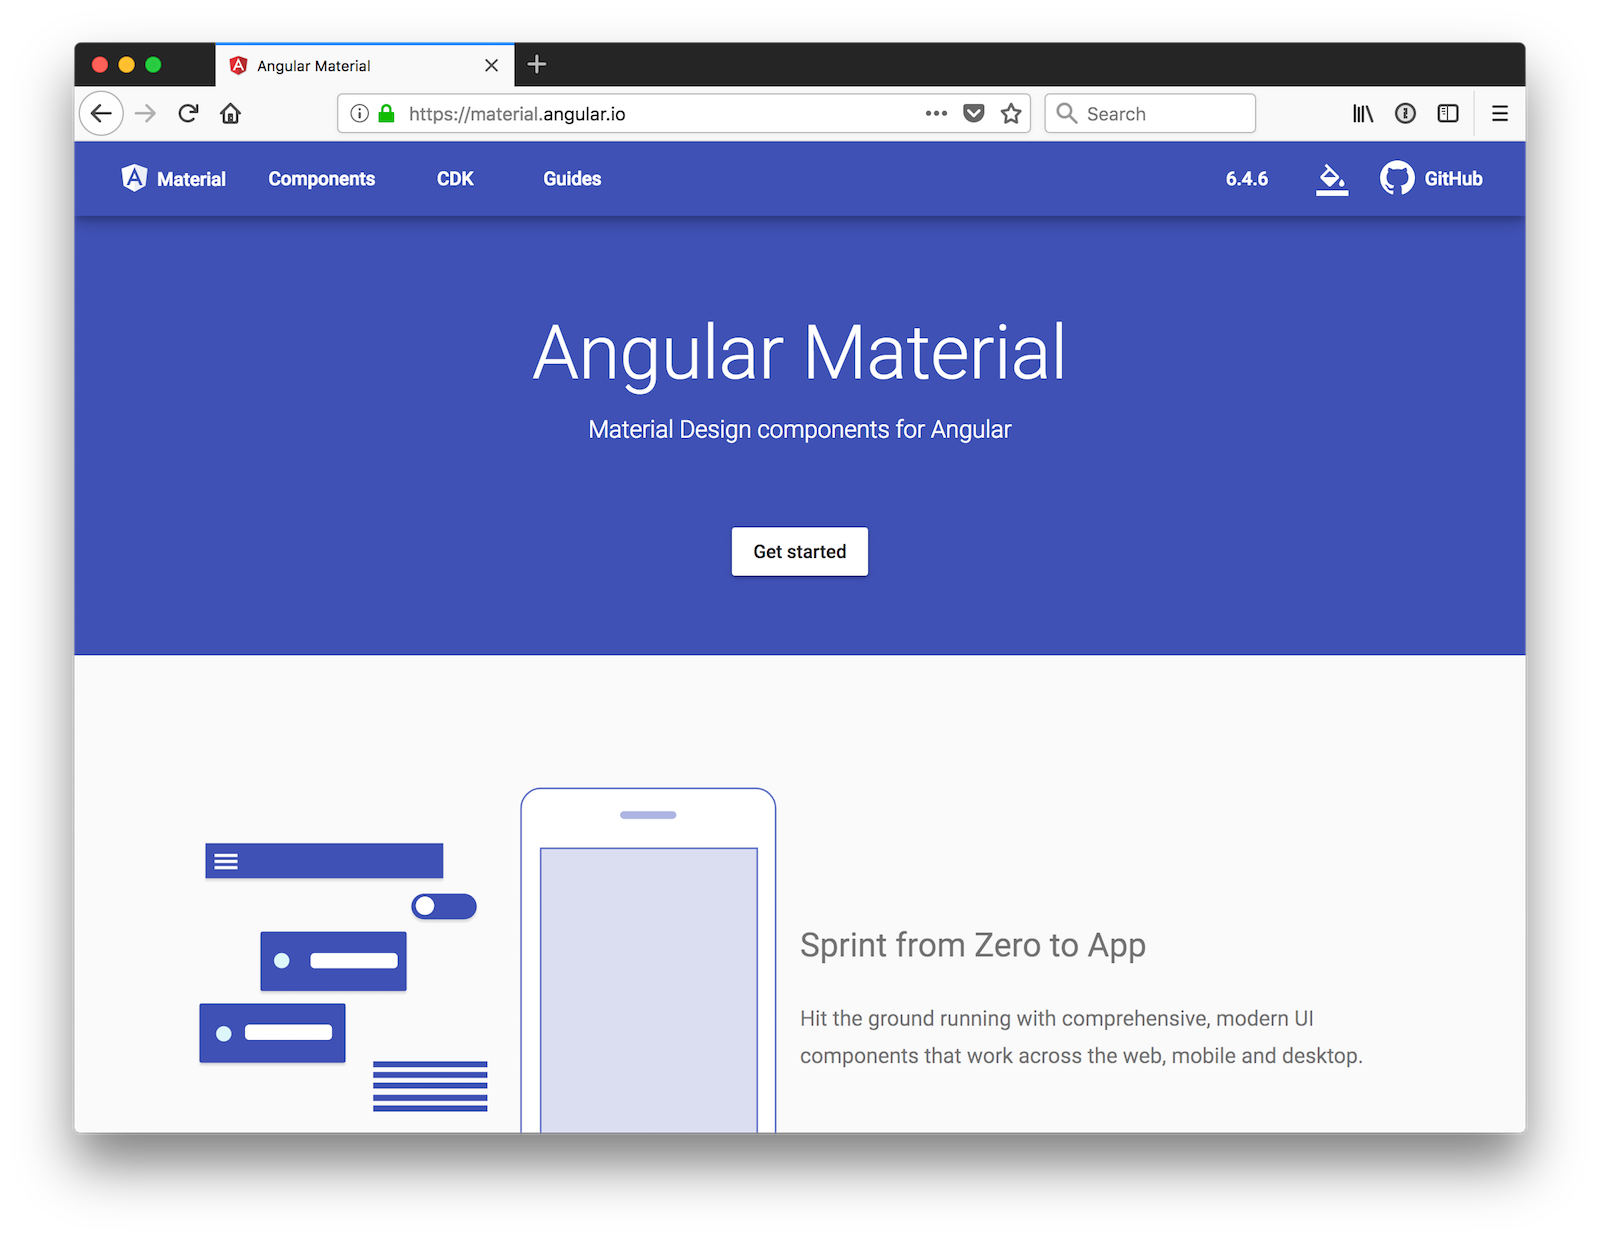 Angular Material
https://material.angular.io
Search
Material Components CDK Guides 6.4.6 GitHub
Angular Material
Material Design components for Angular
Get started
Sprint from Zero to App
Hit the ground running with comprehensive, modern UI
components that work across the web, mobile and desktop.